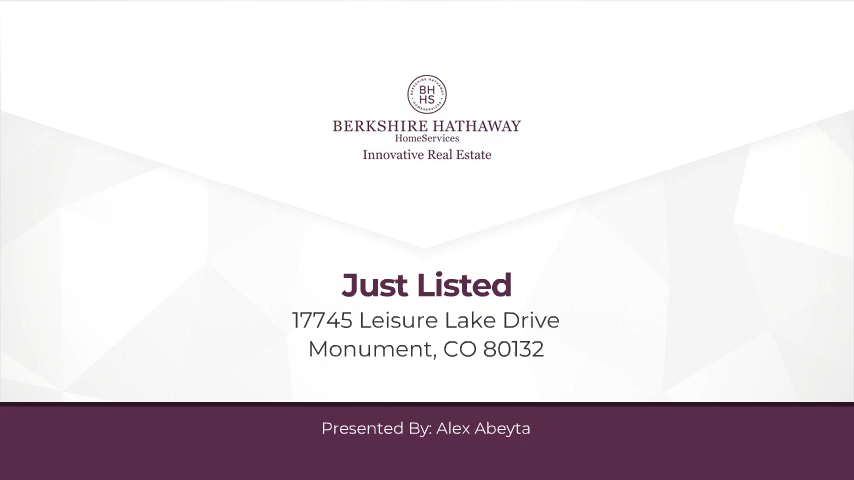 BH
HS
BERKSHIRE HATHAWAY
HomeServices
Innovative Real Estate
Just Listed
17745 Leisure Lake Drive
Monument, CO 80132
Presented By: Alex Abeyta